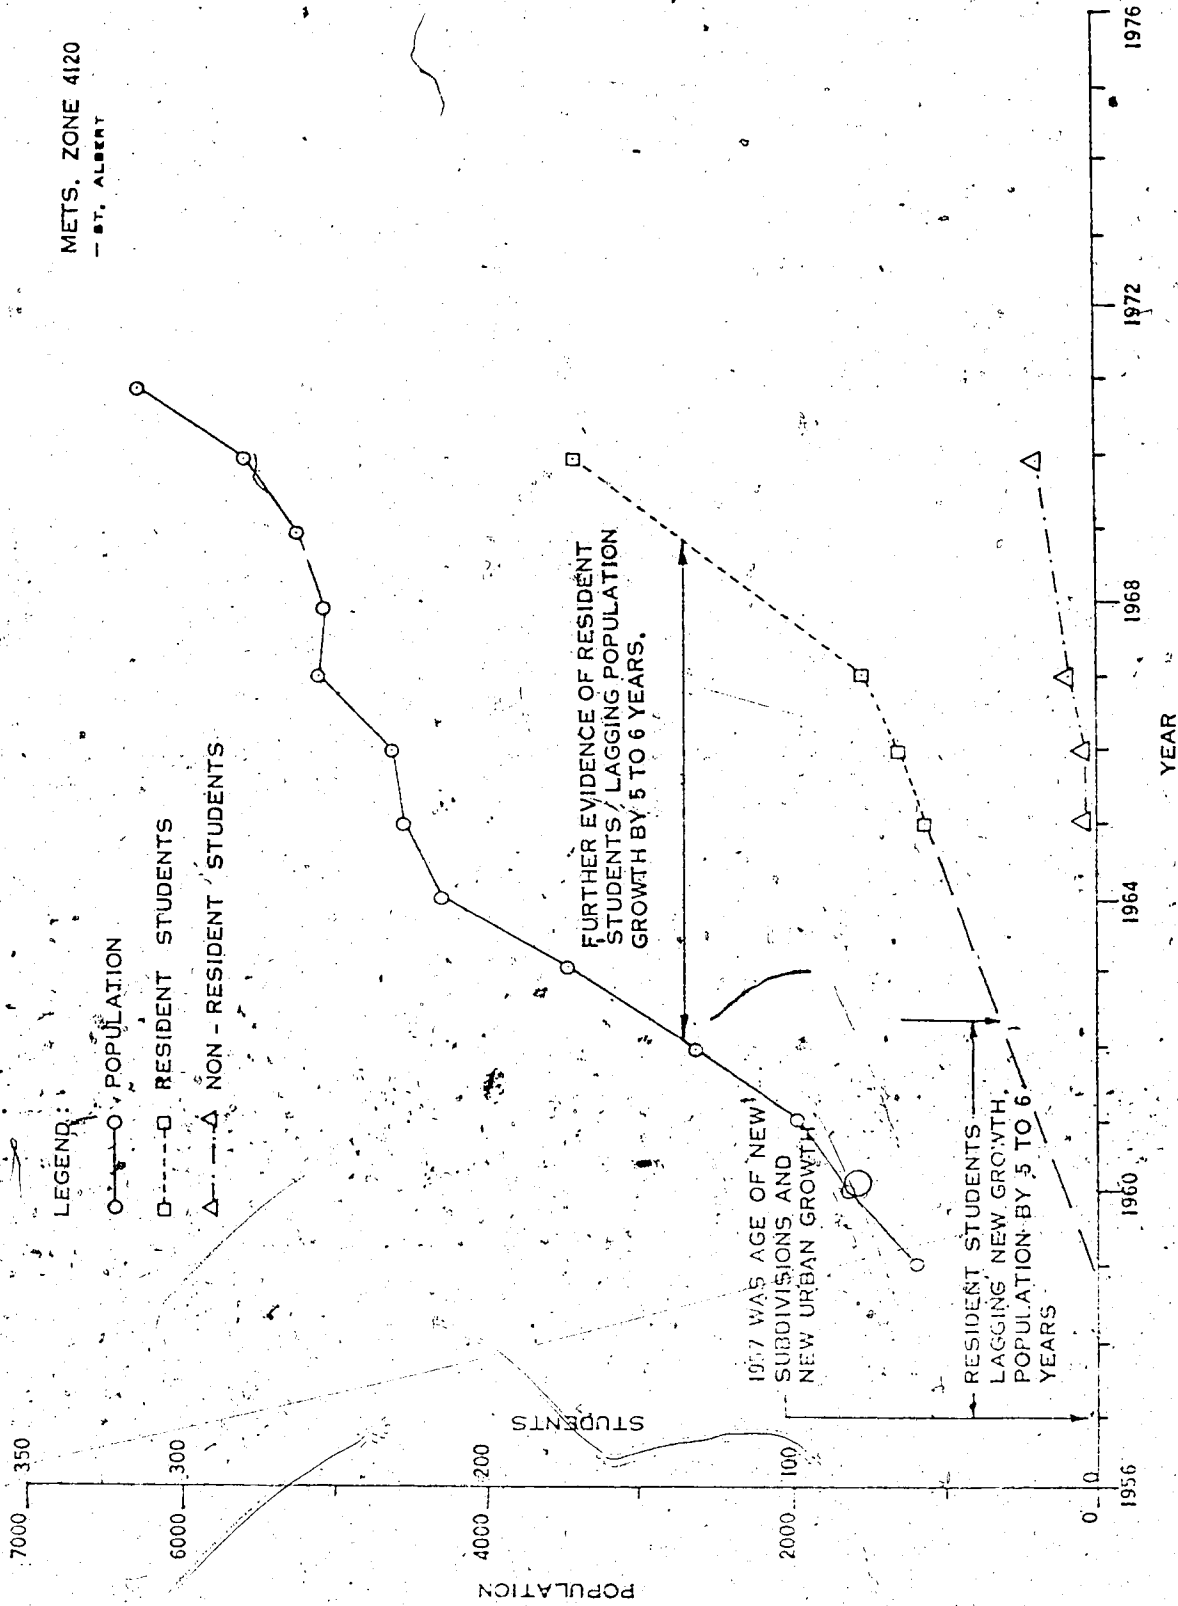 METS. ZONE 4120
— ST. ALBERT
LEGEND:
POPULATION
RESIDENT STUDENTS
NON-RESIDENT STUDENTS
FURTHER EVIDENCE OF RESIDENT
STUDENTS LAGGING POPULATION
GROWTH BY 5 TO 6 YEARS.
1957 WAS AGE OF NEW
SUBDIVISIONS AND
NEW URBAN GROWTH
RESIDENT STUDENTS
LAGGING NEW GROWTH,
POPULATION BY 5 TO 6
YEARS
POPULATION
7000
6000
4000
2000
0
STUDENTS
350
300
200
100
0
1956
1960
1964
1968
1972
1976
YEAR